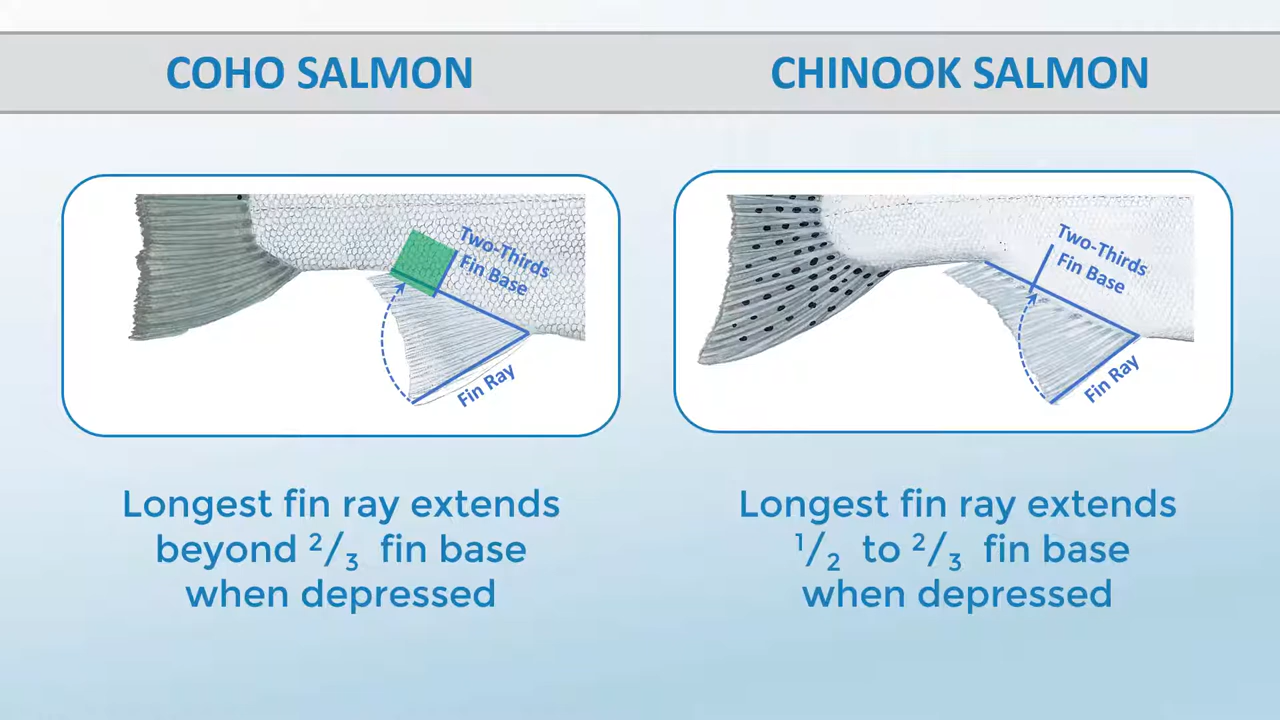 COHO SALMON
CHINOOK SALMON
Two-Thirds
Fin Base
Fin Ray
Two-Thirds
Fin Base
Fin Ray
Longest fin ray extends
beyond 2/3 fin base
when depressed
Longest fin ray extends
1/2 to 2/3 fin base
when depressed